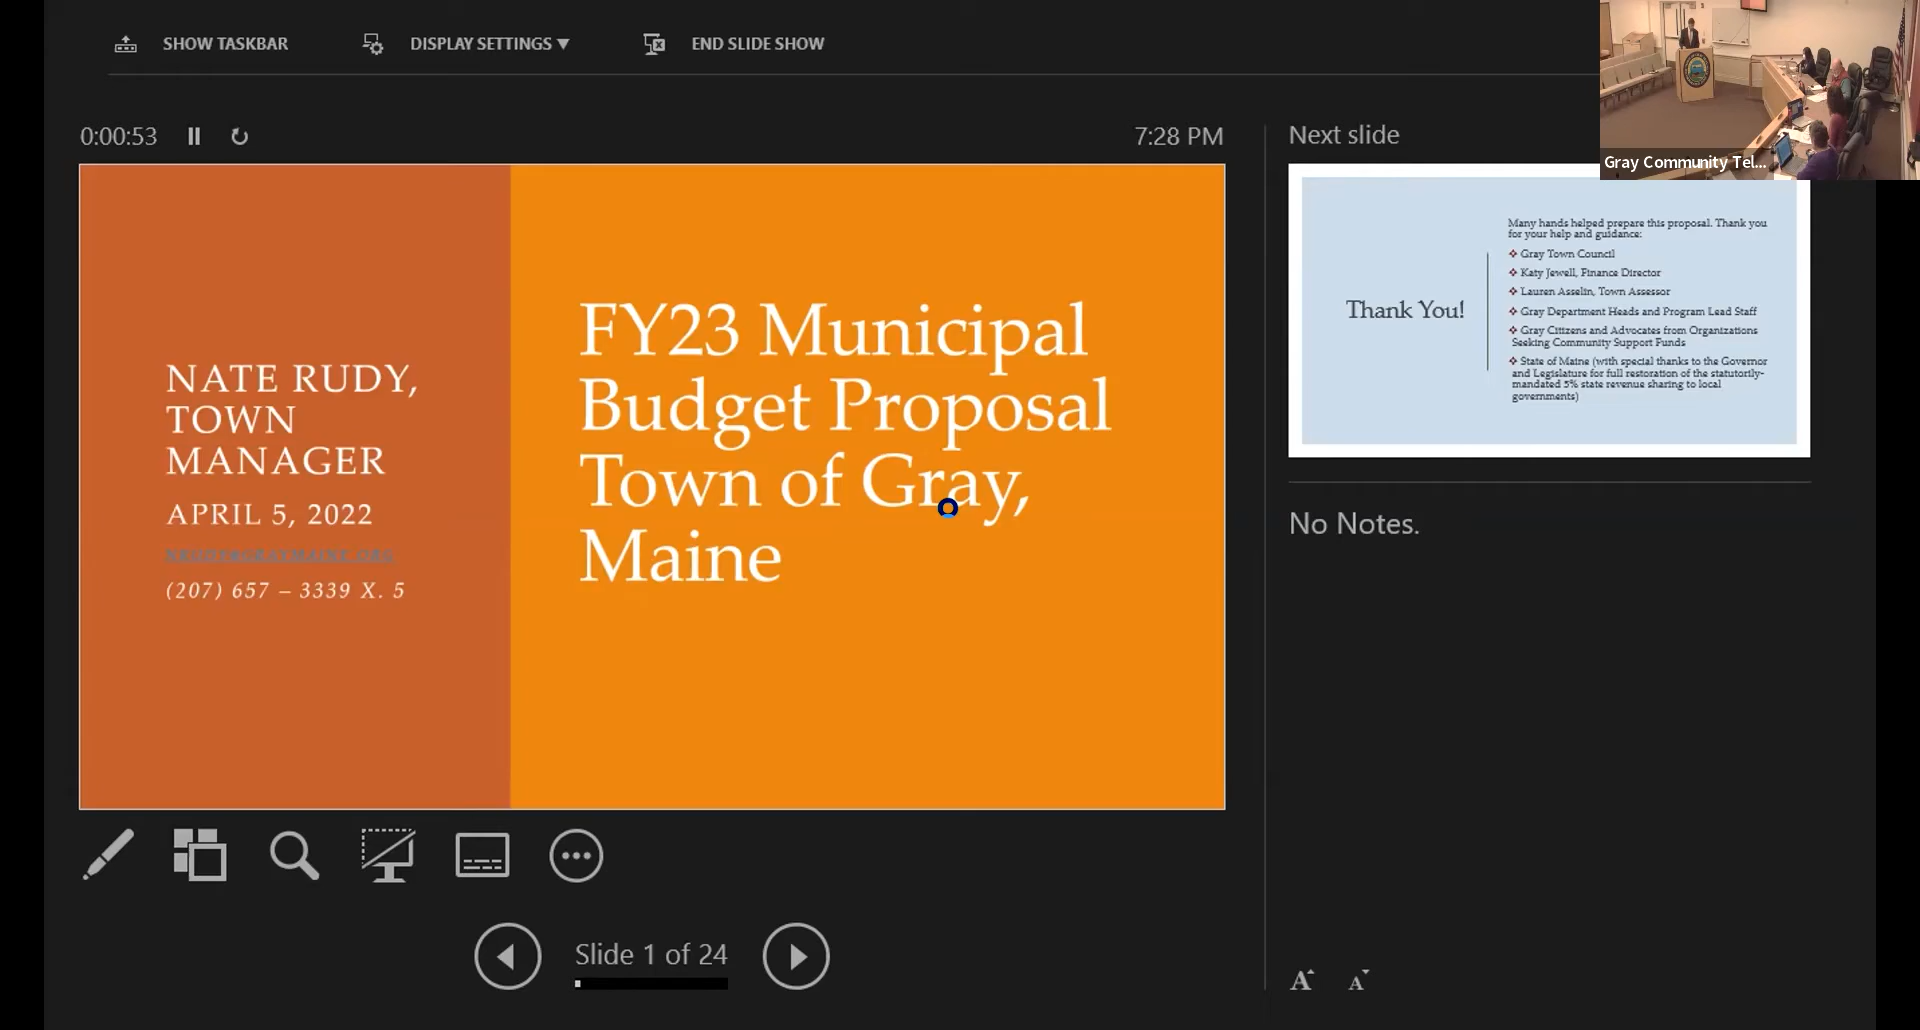 SHOW TASKBAR
DISPLAY SETTINGS
END SLIDE SHOW
0:00:53
7:28 PM
Next slide
Gray Community Tel...
NATE RUDY,
TOWN
MANAGER
APRIL 5, 2022
(207) 657 – 3339 X. 5
FY23 Municipal
Budget Proposal
Town of Gray,
Maine
Thank You!
Many hands helped prepare this proposal. Thank you
for your help and guidance:
Gray Town Council
Katy Jewell, Finance Director
Lauren Asselin, Town Assessor
Gray Department Heads and Program Lead Staff
Gray Citizens and Advocates from Organizations
Seeking Community Support Funds
State of Maine (with special thanks to the Governor
and Legislature for full restoration of the statutorily-
mandated 5% state revenue sharing to local
governments)
No Notes.
Slide 1 of 24
A A